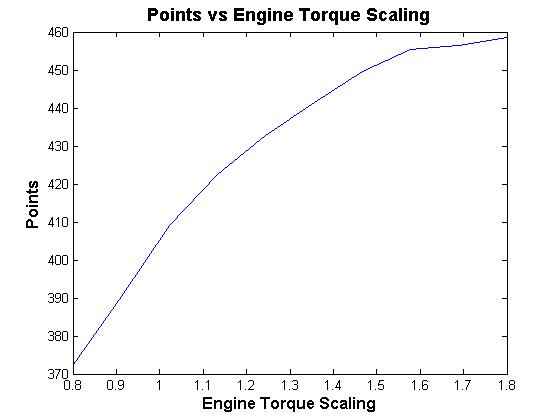 Points vs Engine Torque Scaling
460
450
440
430
420
410
400
390
380
370
Points
0.8 0.9 1 1.1 1.2 1.3 1.4 1.5 1.6 1.7 1.8
Engine Torque Scaling